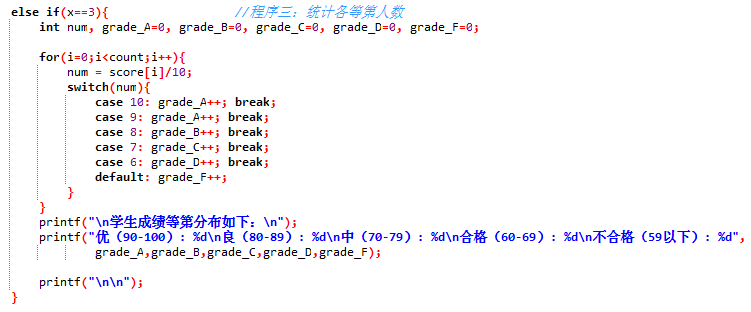 else if(x==3){ //程序三：统计各等第人数
int num, grade_A=0, grade_B=0, grade_C=0, grade_D=0, grade_F=0;
for(i=0;i<count;i++){
num = score[i]/10;
switch(num){
case 10: grade_A++; break;
case 9: grade_A++; break;
case 8: grade_B++; break;
case 7: grade_C++; break;
case 6: grade_D++; break;
default: grade_F++;
}
}
printf("\n学生成绩等第分布如下：\n");
printf("优（90-100）：%d\n良（80-89）：%d\n中（70-79）：%d\n合格（60-69）：%d\n不合格（59以下）：%d",
grade_A,grade_B,grade_C,grade_D,grade_F);
printf("\n\n");
}